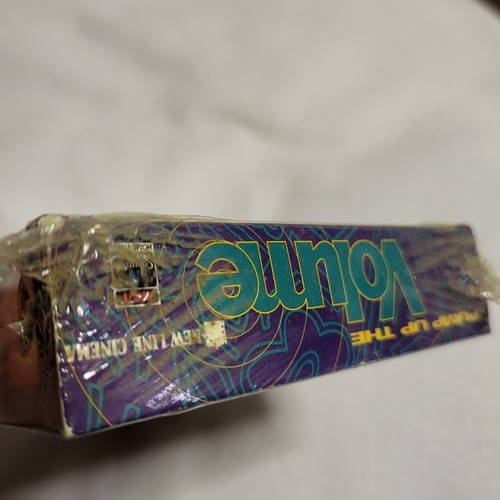 PUMP UP THE
Volume
NEW LINE CINEMA